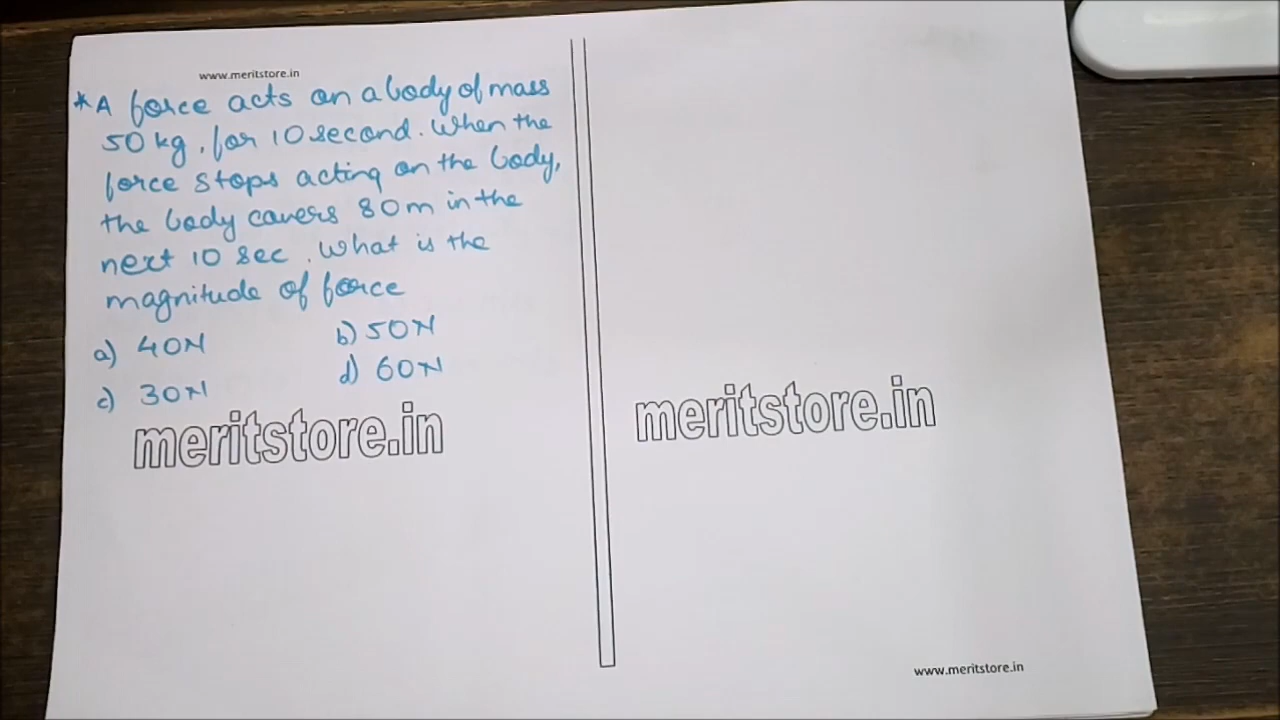 www.meritstore.in
*A force acts on a body of mass
50 kg, for 10 second. When the
force stops acting on the body,
the body covers 80m in the
next 10 sec. What is the
magnitude of force
a) 40N b) 50N
c) 30N d) 60N
meritstore.in
meritstore.in
www.meritstore.in